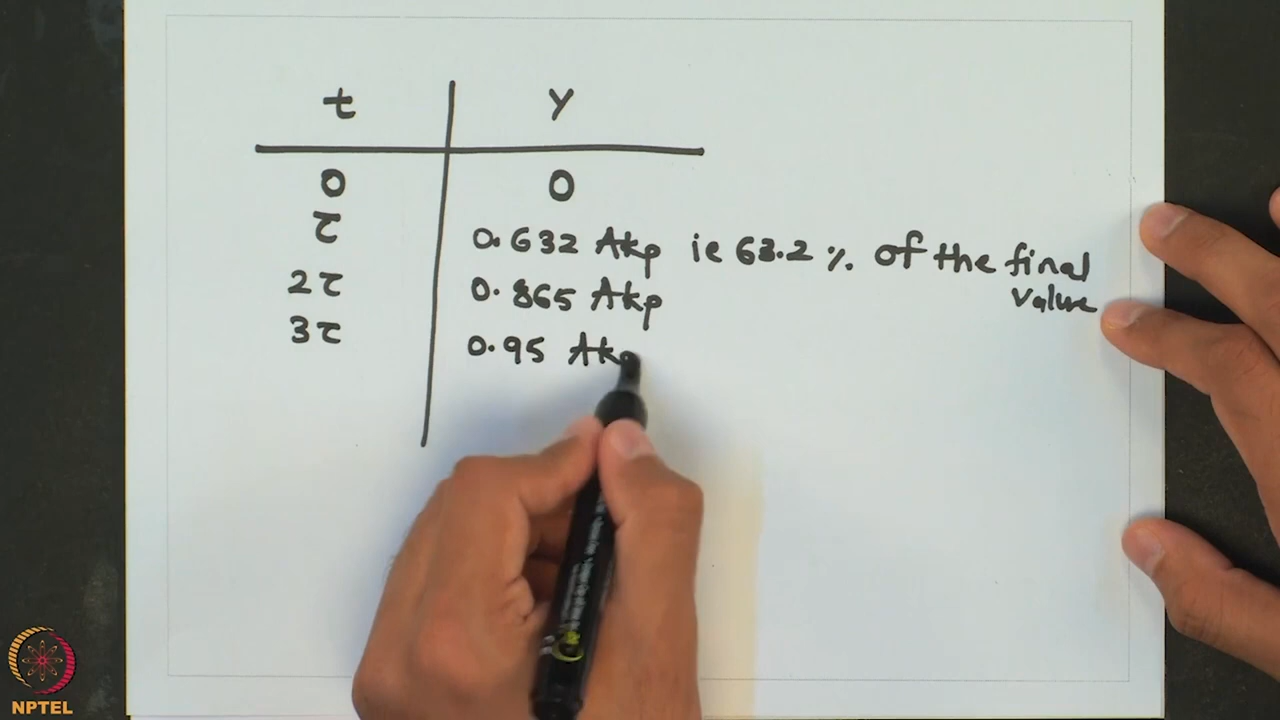 t y
0 0
τ 0.632 Akp ie 63.2 % of the final value
2τ 0.865 Akp
3τ 0.95 Ak
NPTEL